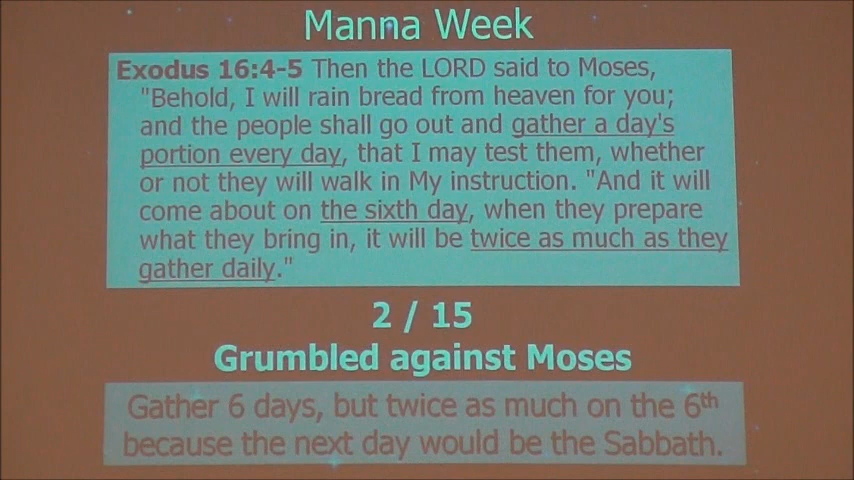 Manna Week
Exodus 16:4-5 Then the LORD said to Moses,
"Behold, I will rain bread from heaven for you;
and the people shall go out and gather a day's
portion every day, that I may test them, whether
or not they will walk in My instruction. "And it will
come about on the sixth day, when they prepare
what they bring in, it will be twice as much as they
gather daily."
2 / 15
Grumbled against Moses
Gather 6 days, but twice as much on the 6th
because the next day would be the Sabbath.